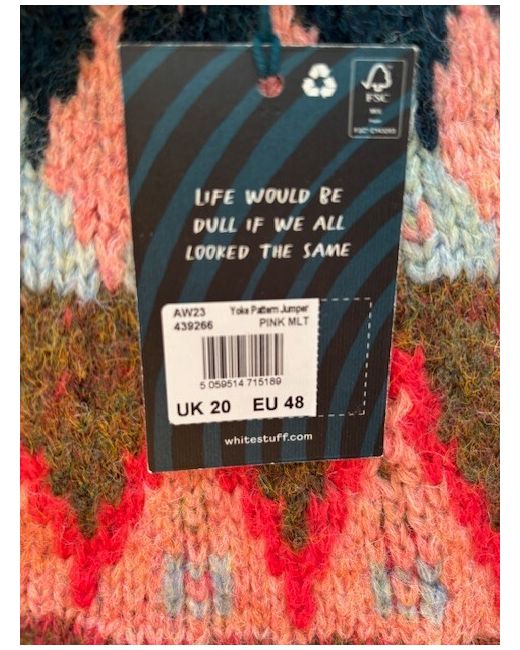 FSC
LIFE WOULD BE
DULL IF WE ALL
LOOKED THE SAME
AW23 Yoke Pattern Jumper
439266 PINK MLT
5 059514 715189
UK 20 EU 48
whitestuff.com